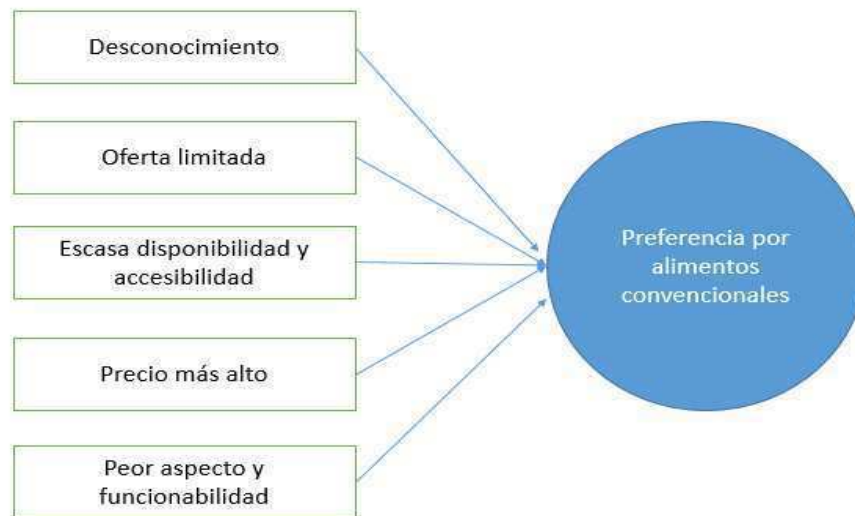 Desconocimiento
Oferta limitada
Escasa disponibilidad y
accesibilidad
Precio más alto
Peor aspecto y
funcionabilidad
Preferencia por
alimentos
convencionales